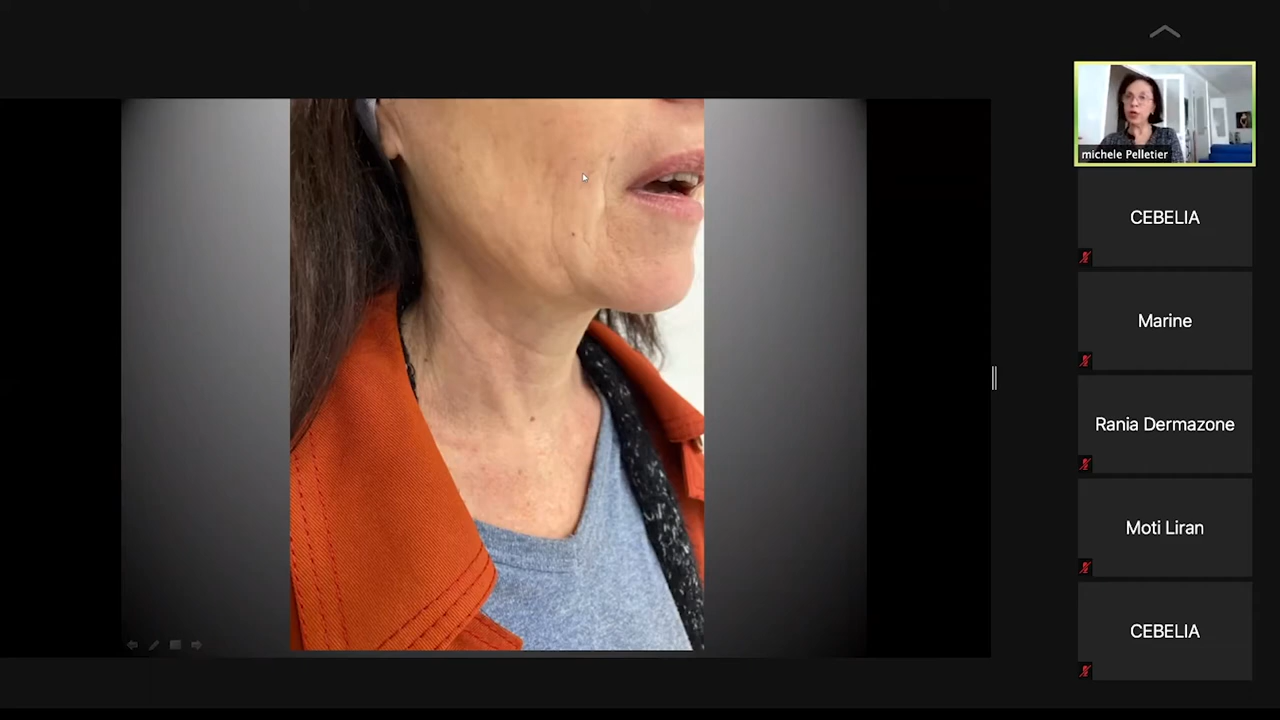 michele Pelletier
CEBELIA
Marine
Rania Dermazone
Moti Liran
CEBELIA